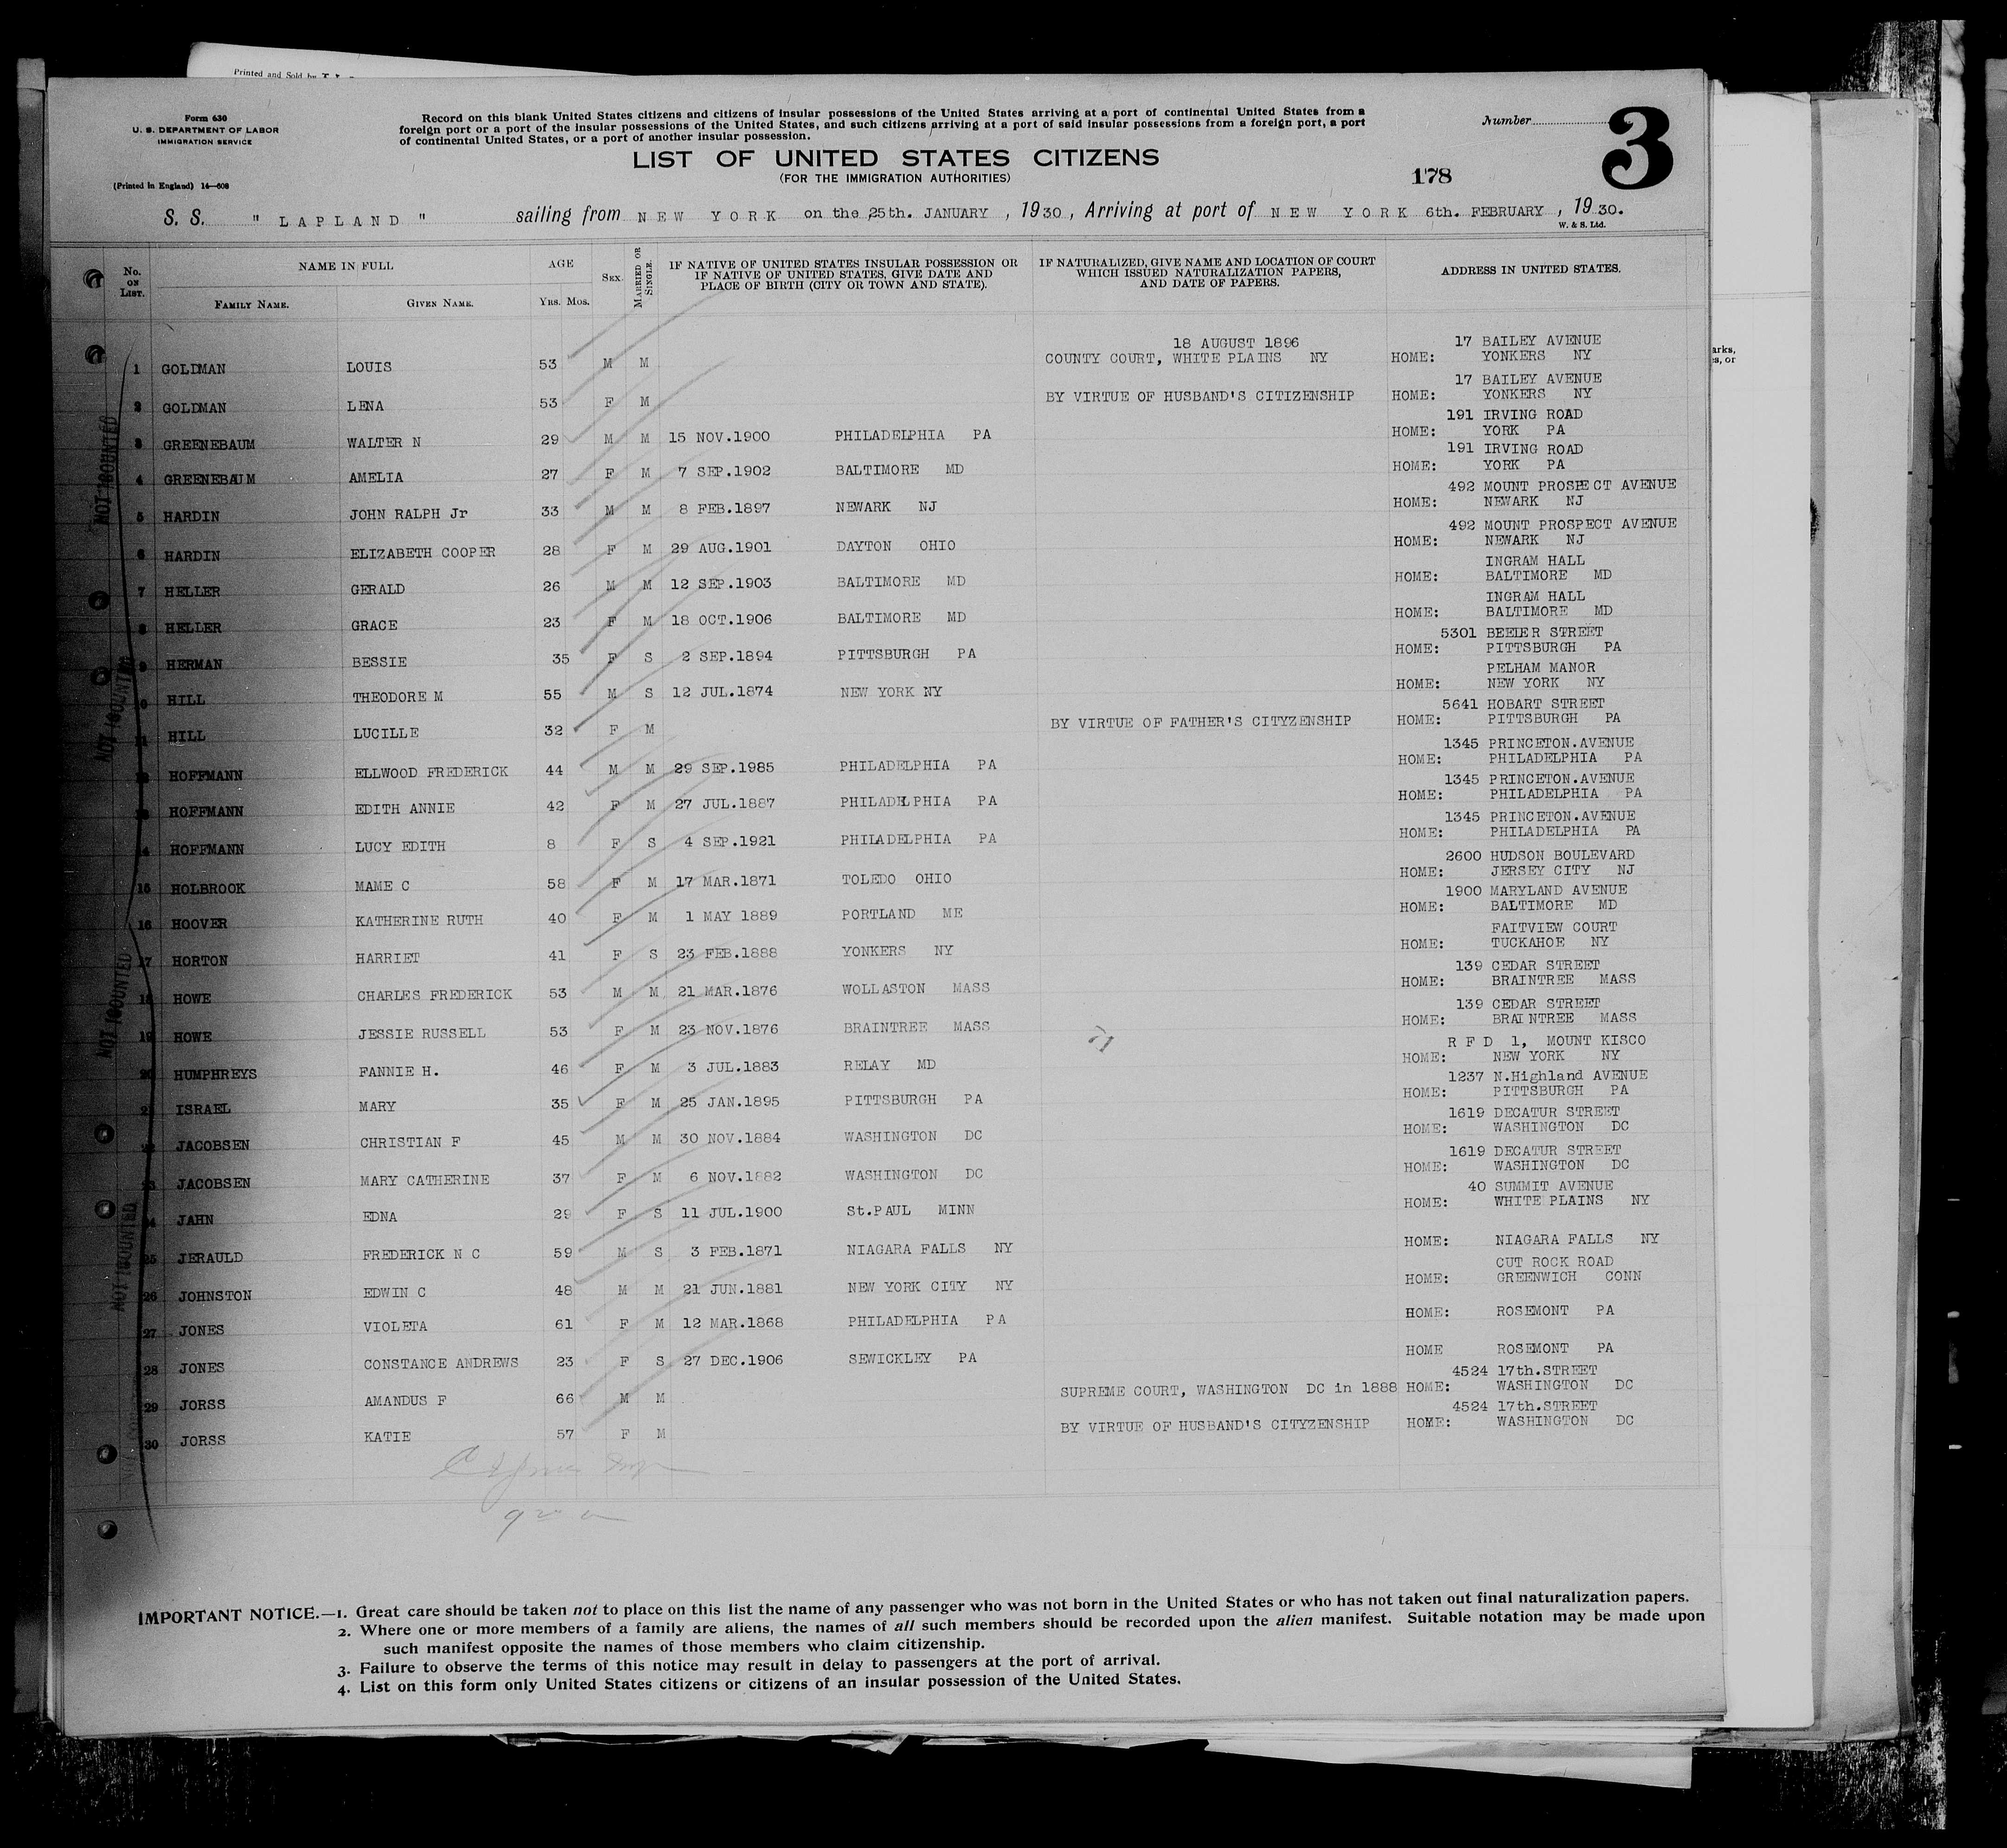 Printed and Sold by
Form 630
U. S. DEPARTMENT OF LABOR
IMMIGRATION SERVICE
(Printed in England) 14—608
Record on this blank United States citizens and citizens of insular possessions of the United States arriving at a port of continental United States from a
foreign port or a port of the insular possessions of the United States, and such citizens arriving at a port of said insular possessions from a foreign port, a port
of continental United States, or a port of another insular possession.
Number
3
LIST OF UNITED STATES CITIZENS
(FOR THE IMMIGRATION AUTHORITIES)
178
S. S. " LAPLAND " sailing from NEW YORK on the 25th. JANUARY, 1930, Arriving at port of NEW YORK 6th. FEBRUARY, 1930.
W. & S. Ltd.
No. ON LIST. NAME IN FULL FAMILY NAME. GIVEN NAME. AGE YRS. MOS. SEX. MARRIED OR SINGLE. IF NATIVE OF UNITED STATES INSULAR POSSESSION OR IF NATIVE OF UNITED STATES, GIVE DATE AND PLACE OF BIRTH (CITY OR TOWN AND STATE). IF NATURALIZED, GIVE NAME AND LOCATION OF COURT WHICH ISSUED NATURALIZATION PAPERS, AND DATE OF PAPERS. ADDRESS IN UNITED STATES.
18 AUGUST 1896 17 BAILEY AVENUE
1 GOLDMAN LOUIS 53 M M COUNTY COURT, WHITE PLAINS NY HOME: YONKERS NY
17 BAILEY AVENUE
2 GOLDMAN LENA 53 F M BY VIRTUE OF HUSBAND'S CITIZENSHIP HOME: YONKERS NY
191 IRVING ROAD
3 GREENEBAUM WALTER N 29 M M 15 NOV.1900 PHILADELPHIA PA HOME: YORK PA
191 IRVING ROAD
4 GREENEBAUM AMELIA 27 F M 7 SEP.1902 BALTIMORE MD HOME: YORK PA
492 MOUNT PROSPECT AVENUE
5 HARDIN JOHN RALPH Jr 33 M M 8 FEB.1897 NEWARK NJ HOME: NEWARK NJ
492 MOUNT PROSPECT AVENUE
6 HARDIN ELIZABETH COOPER 28 F M 29 AUG.1901 DAYTON OHIO HOME: NEWARK NJ
INGRAM HALL
7 HELLER GERALD 26 M M 12 SEP.1903 BALTIMORE MD HOME: BALTIMORE MD
INGRAM HALL
8 HELLER GRACE 23 F M 18 OCT.1906 BALTIMORE MD HOME: BALTIMORE MD
5301 BEELER STREET
9 HERMAN BESSIE 35 F S 2 SEP.1894 PITTSBURGH PA HOME: PITTSBURGH PA
PELHAM MANOR
0 HILL THEODORE M 55 M S 12 JUL.1874 NEW YORK NY HOME: NEW YORK NY
5641 HOBART STREET
11 HILL LUCILLE 32 F M BY VIRTUE OF FATHER'S CITYZENSHIP HOME: PITTSBURGH PA
1345 PRINCETON.AVENUE
12 HOFFMANN ELLWOOD FREDERICK 44 M M 29 SEP.1985 PHILADELPHIA PA HOME: PHILADELPHIA PA
1345 PRINCETON.AVENUE
13 HOFFMANN EDITH ANNIE 42 F M 27 JUL.1887 PHILADELPHIA PA HOME: PHILADELPHIA PA
1345 PRINCETON.AVENUE
14 HOFFMANN LUCY EDITH 8 F S 4 SEP.1921 PHILADELPHIA PA HOME: PHILADELPHIA PA
2600 HUDSON BOULEVARD
15 HOLBROOK MAME C 58 F M 17 MAR.1871 TOLEDO OHIO HOME: JERSEY CITY NJ
1900 MARYLAND AVENUE
16 HOOVER KATHERINE RUTH 40 F M 1 MAY 1889 PORTLAND ME HOME: BALTIMORE MD
FAITVIEW COURT
17 HORTON HARRIET 41 F S 23 FEB.1888 YONKERS NY HOME: TUCKAHOE NY
139 CEDAR STREET
18 HOWE CHARLES FREDERICK 53 M M 21 MAR.1876 WOLLASTON MASS HOME: BRAINTREE MASS
139 CEDAR STREET
19 HOWE JESSIE RUSSELL 53 F M 23 NOV.1876 BRAINTREE MASS HOME: BRAINTREE MASS
R F D 1, MOUNT KISCO
20 HUMPHREYS FANNIE H. 46 F M 3 JUL.1883 RELAY MD HOME: NEW YORK NY
1237 N.Highland AVENUE
21 ISRAEL MARY 35 F M 25 JAN.1895 PITTSBURGH PA HOME: PITTSBURGH PA
1619 DECATUR STREET
22 JACOBSEN CHRISTIAN F 45 M M 30 NOV.1884 WASHINGTON DC HOME: WASHINGTON DC
1619 DECATUR STREET
23 JACOBSEN MARY CATHERINE 37 F M 6 NOV.1882 WASHINGTON DC HOME: WASHINGTON DC
40 SUMMIT AVENUE
24 JAHN EDNA 29 F S 11 JUL.1900 St.PAUL MINN HOME: WHITE PLAINS NY
25 JERAULD FREDERICK N C 59 M S 3 FEB.1871 NIAGARA FALLS NY HOME: NIAGARA FALLS NY
CUT ROCK ROAD
26 JOHNSTON EDWIN C 48 M M 21 JUN.1881 NEW YORK CITY NY HOME: GREENWICH CONN
27 JONES VIOLETA 61 F M 12 MAR.1868 PHILADELPHIA PA HOME: ROSEMONT PA
28 JONES CONSTANCE ANDREWS 23 F S 27 DEC.1906 SEWICKLEY PA HOME ROSEMONT PA
4524 17th.STREET
29 JORSS AMANDUS F 66 M M SUPREME COURT, WASHINGTON DC in 1888 HOME: WASHINGTON DC
4524 17th.STREET
30 JORSS KATIE 57 F M BY VIRTUE OF HUSBAND'S CITYZENSHIP HOME: WASHINGTON DC
NOT COUNTED
NOT COUNTED
NOT COUNTED
NOT COUNTED
IMPORTANT NOTICE.—1. Great care should be taken not to place on this list the name of any passenger who was not born in the United States or who has not taken out final naturalization papers.
2. Where one or more members of a family are aliens, the names of all such members should be recorded upon the alien manifest. Suitable notation may be made upon
such manifest opposite the names of those members who claim citizenship.
3. Failure to observe the terms of this notice may result in delay to passengers at the port of arrival.
4. List on this form only United States citizens or citizens of an insular possession of the United States.